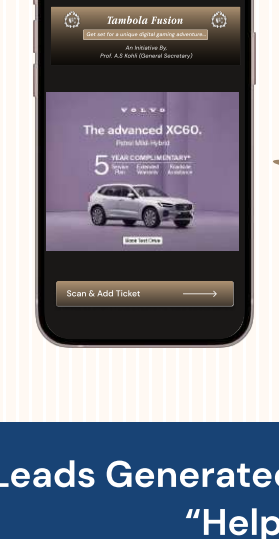 Tambola Fusion
Get set for a unique digital gaming adventure...
An Initiative By.
Prof. A.S Kohli (General Secretary)
VOLVO
The advanced XC60.
Petrol Mild-Hybrid
5 YEAR COMPLIMENTARY*
Service Plan Extended Warranty Roadside Assistance
Book Test Drive
Scan & Add Ticket
Leads Generated
“Help